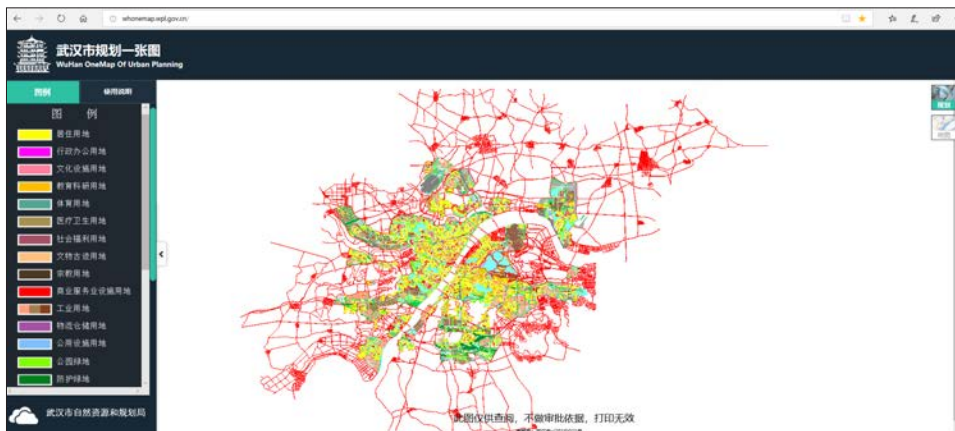 whonemap.wpl.gov.cn/
武汉市规划一张图
WuHan OneMap Of Urban Planning
图例
使用说明
图 例
居住用地
行政办公用地
文化设施用地
教育科研用地
体育用地
医疗卫生用地
社会福利用地
文物古迹用地
宗教用地
商业服务业设施用地
工业用地
物流仓储用地
公用设施用地
公园绿地
防护绿地
武汉市自然资源和规划局
规划
此图仅供查阅，不做审批依据，打印无效